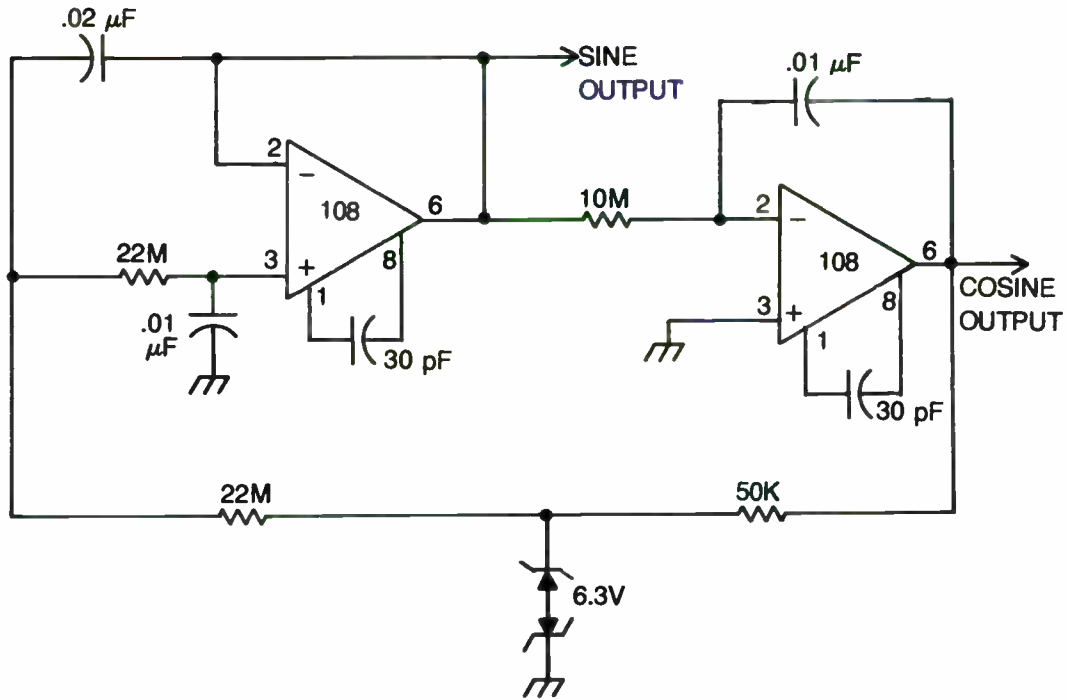 .02 μF
SINE
OUTPUT
.01 μF
2
−
108
6
10M
2
−
22M
3
+
8
108
6
1
8
COSINE
OUTPUT
.01
μF
30 pF
3
+
1
30 pF
22M
50K
6.3V